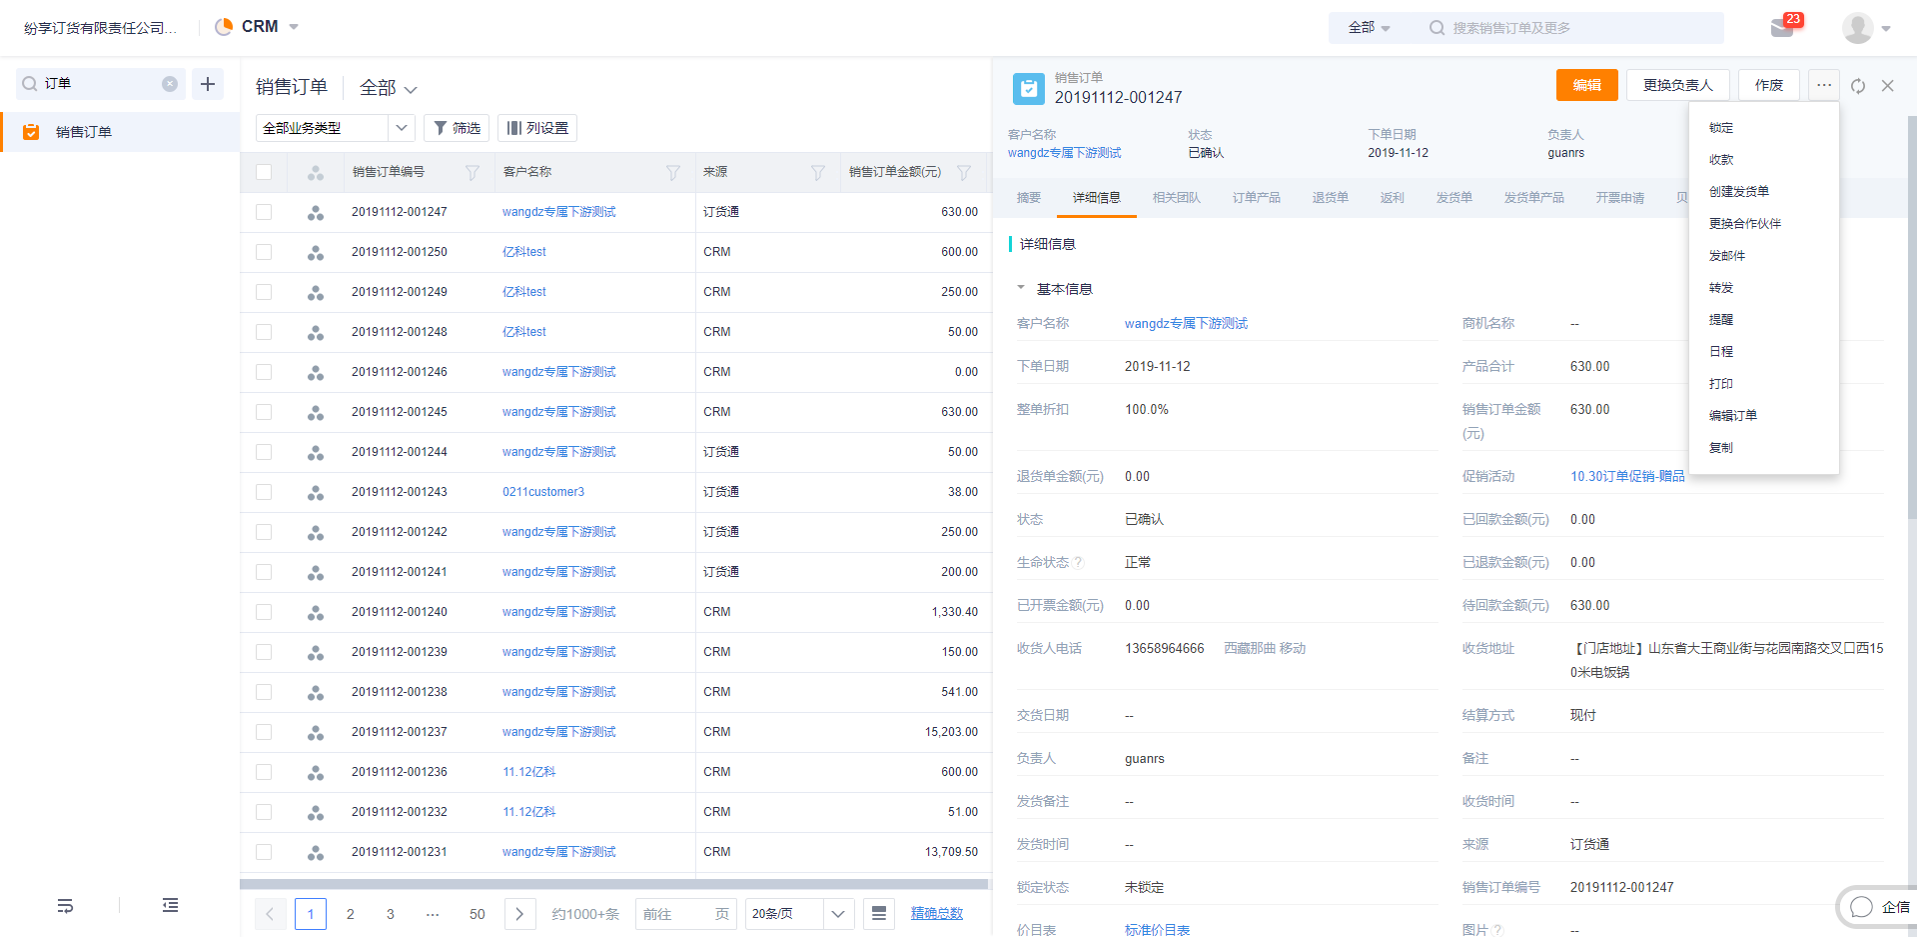 纷享订货有限责任公司...
CRM
全部
搜索销售订单及更多
23
订单
销售订单
销售订单
全部
全部业务类型
筛选
列设置
销售订单编号 客户名称 来源 销售订单金额(元)
20191112-001247 wangdz专属下游测试 订货通 630.00
20191112-001250 亿科test CRM 600.00
20191112-001249 亿科test CRM 250.00
20191112-001248 亿科test CRM 50.00
20191112-001246 wangdz专属下游测试 CRM 0.00
20191112-001245 wangdz专属下游测试 CRM 630.00
20191112-001244 wangdz专属下游测试 订货通 50.00
20191112-001243 0211customer3 订货通 38.00
20191112-001242 wangdz专属下游测试 订货通 250.00
20191112-001241 wangdz专属下游测试 订货通 200.00
20191112-001240 wangdz专属下游测试 CRM 1,330.40
20191112-001239 wangdz专属下游测试 CRM 150.00
20191112-001238 wangdz专属下游测试 CRM 541.00
20191112-001237 wangdz专属下游测试 CRM 15,203.00
20191112-001236 11.12亿科 CRM 600.00
20191112-001232 11.12亿科 CRM 51.00
20191112-001231 wangdz专属下游测试 CRM 13,709.50
1 2 3 ... 50 约1000+条 前往 页 20条/页 精确总数
销售订单
20191112-001247
编辑 更换负责人 作废 ...
客户名称 状态 下单日期 负责人
wangdz专属下游测试 已确认 2019-11-12 guanrs
摘要 详细信息 相关团队 订单产品 退货单 返利 发货单 发货单产品 开票申请 贝
锁定
收款
创建发货单
更换合作伙伴
发邮件
转发
提醒
日程
打印
编辑订单
复制
详细信息
基本信息
客户名称 wangdz专属下游测试 商机名称 --
下单日期 2019-11-12 产品合计 630.00
整单折扣 100.0% 销售订单金额 630.00
(元)
退货单金额(元) 0.00 促销活动 10.30订单促销-赠品
状态 已确认 已回款金额(元) 0.00
生命状态 ? 正常 已退款金额(元) 0.00
已开票金额(元) 0.00 待回款金额(元) 630.00
收货人电话 13658964666 西藏那曲 移动 收货地址 【门店地址】山东省大王商业街与花园南路交叉口西15
0米电饭锅
交货日期 -- 结算方式 现付
负责人 guanrs 备注 --
发货备注 -- 收货时间 --
发货时间 -- 来源 订货通
锁定状态 未锁定 销售订单编号 20191112-001247
价目表 标准价目表 图片 ? --
企信